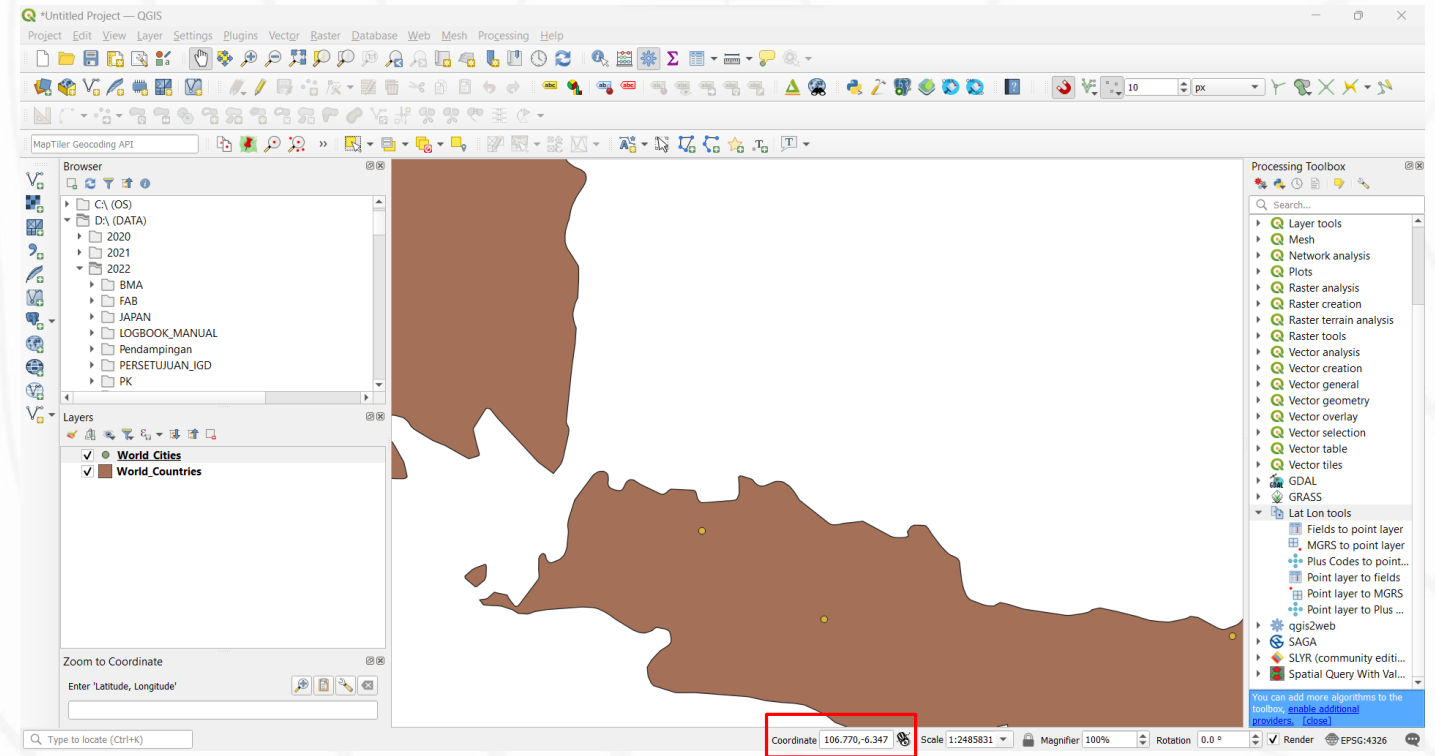 *Untitled Project — QGIS
Project Edit View Layer Settings Plugins Vector Raster Database Web Mesh Processing Help
10 px
MapTiler Geocoding API
Browser
C:\ (OS)
D:\ (DATA)
2020
2021
2022
BMA
FAB
JAPAN
LOGBOOK_MANUAL
Pendampingan
PERSETUJUAN_IGD
PK
Layers
World_Cities
World_Countries
Zoom to Coordinate
Enter 'Latitude, Longitude'
Processing Toolbox
Search...
Layer tools
Mesh
Network analysis
Plots
Raster analysis
Raster creation
Raster terrain analysis
Raster tools
Vector analysis
Vector creation
Vector general
Vector geometry
Vector overlay
Vector selection
Vector table
Vector tiles
GDAL
GRASS
Lat Lon tools
Fields to point layer
MGRS to point layer
Plus Codes to point...
Point layer to fields
Point layer to MGRS
Point layer to Plus ...
qgis2web
SAGA
SLYR (community editi...
Spatial Query With Val...
You can add more algorithms to the
toolbox, enable additional
providers. [close]
Type to locate (Ctrl+K)
Coordinate 106.770,-6.347 Scale 1:2485831 Magnifier 100% Rotation 0.0 ° Render EPSG:4326